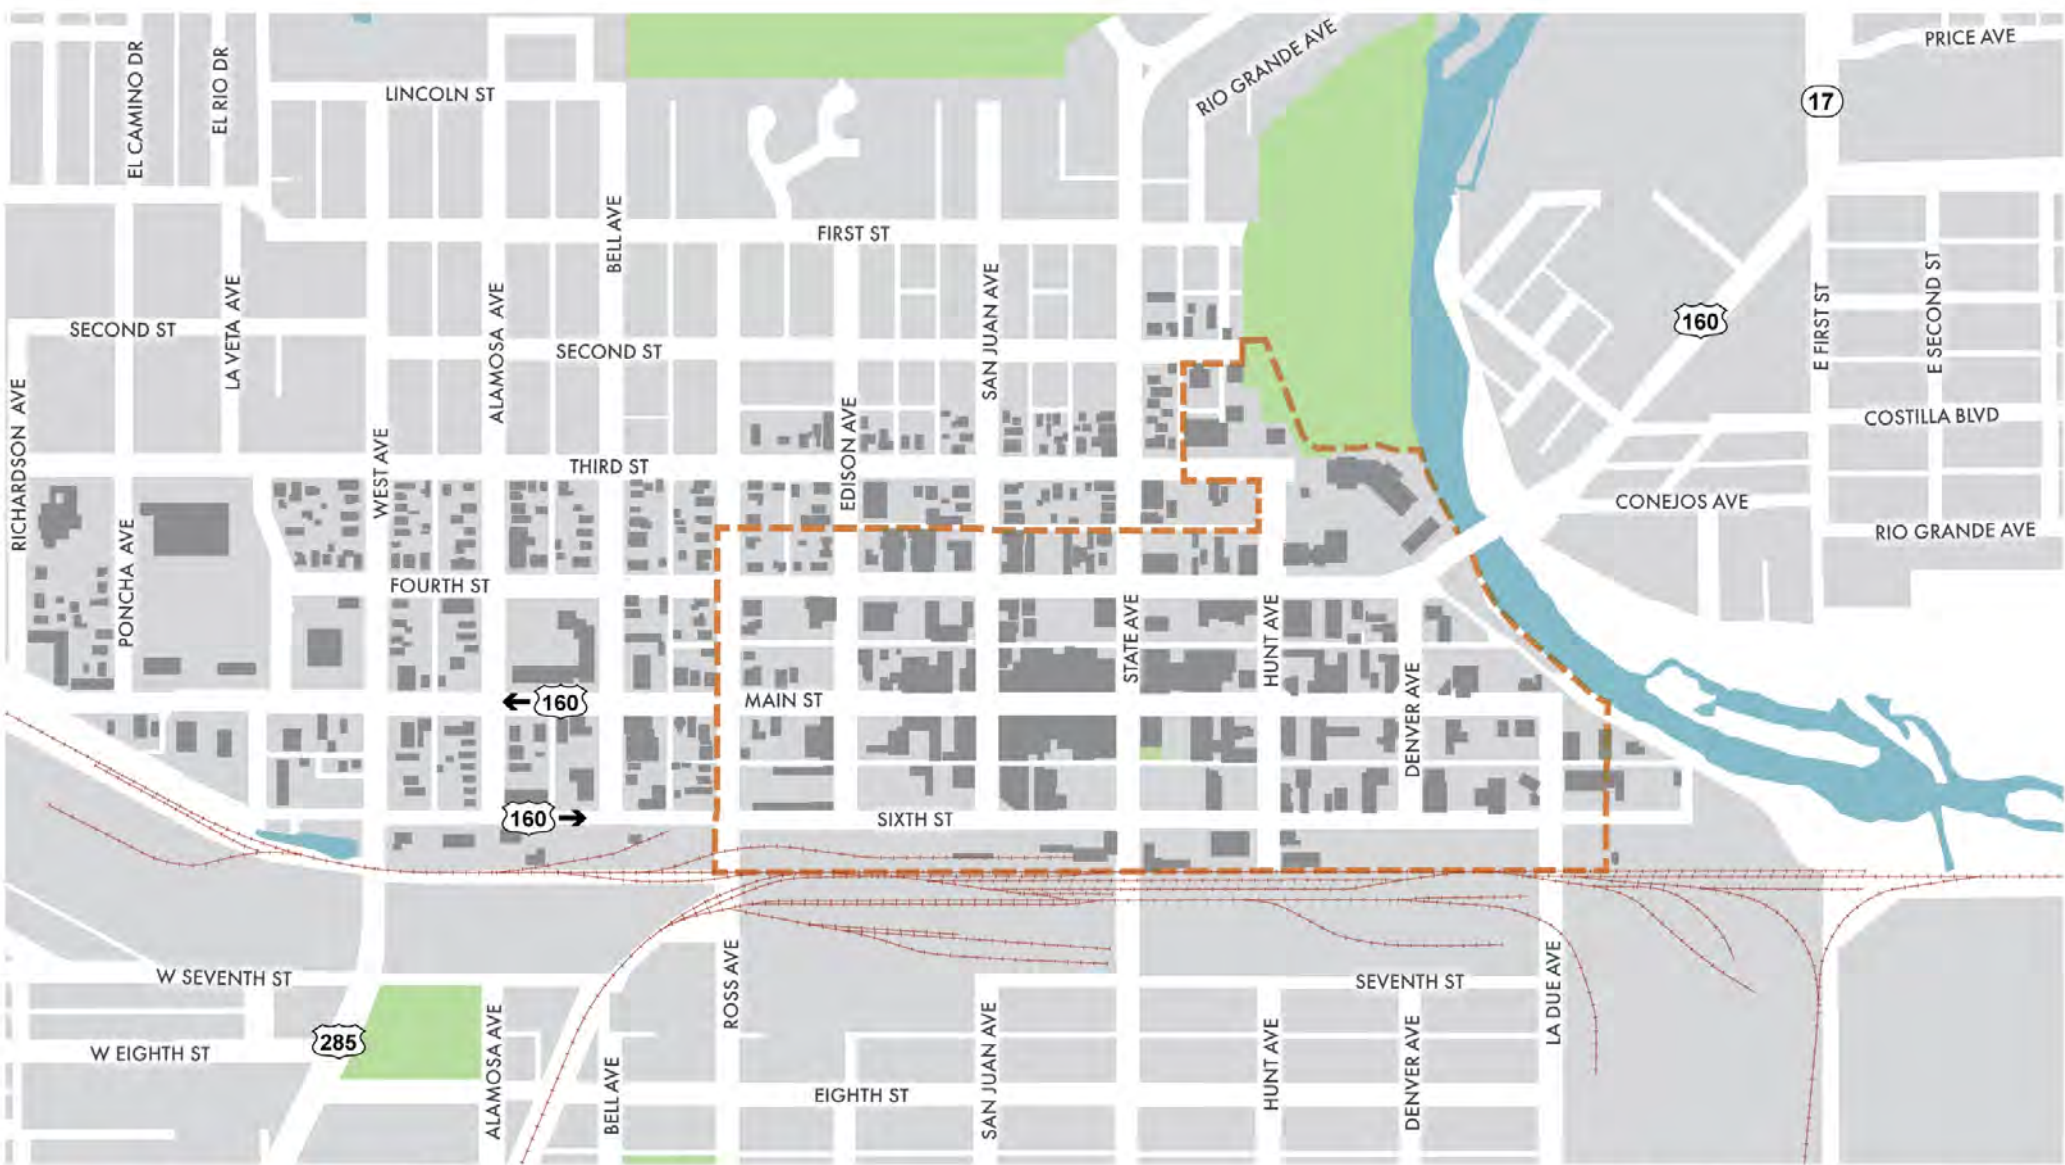 PRICE AVE
EL CAMINO DR
EL RIO DR
LINCOLN ST
RIO GRANDE AVE
17
BELL AVE
FIRST ST
LA VETA AVE
ALAMOSA AVE
SAN JUAN AVE
E FIRST ST
E SECOND ST
160
SECOND ST
SECOND ST
RICHARDSON AVE
WEST AVE
EDISON AVE
COSTILLA BLVD
THIRD ST
PONCHA AVE
CONEJOS AVE
RIO GRANDE AVE
FOURTH ST
STATE AVE
HUNT AVE
DENVER AVE
160
MAIN ST
160
SIXTH ST
W SEVENTH ST
ROSS AVE
SEVENTH ST
LA DUE AVE
285
W EIGHTH ST
ALAMOSA AVE
BELL AVE
EIGHTH ST
SAN JUAN AVE
HUNT AVE
DENVER AVE